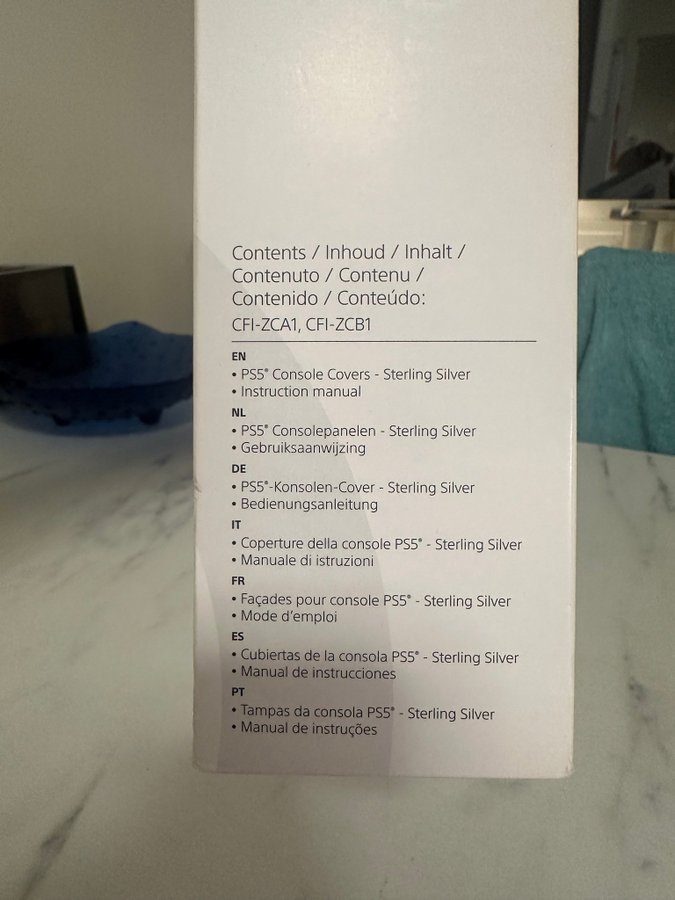 Contents / Inhoud / Inhalt /
Contenuto / Contenu /
Contenido / Conteúdo:
CFI-ZCA1, CFI-ZCB1
EN
• PS5® Console Covers - Sterling Silver
• Instruction manual
NL
• PS5® Consolepanelen - Sterling Silver
• Gebruiksaanwijzing
DE
• PS5®-Konsolen-Cover - Sterling Silver
• Bedienungsanleitung
IT
• Coperture della console PS5® - Sterling Silver
• Manuale di istruzioni
FR
• Façades pour console PS5® - Sterling Silver
• Mode d’emploi
ES
• Cubiertas de la consola PS5® - Sterling Silver
• Manual de instrucciones
PT
• Tampas da consola PS5® - Sterling Silver
• Manual de instruções